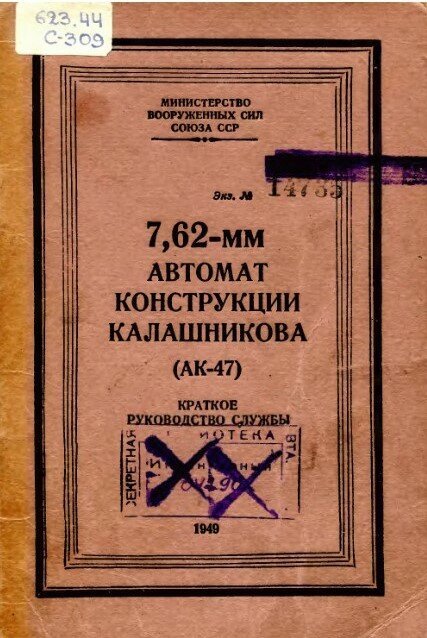 623.44
С-309
МИНИСТЕРСТВО
ВООРУЖЕННЫХ СИЛ
СОЮЗА ССР
Экз. №
7,62-мм
АВТОМАТ
КОНСТРУКЦИИ
КАЛАШНИКОВА
(АК-47)
КРАТКОЕ
РУКОВОДСТВО СЛУЖБЫ
СЕКРЕТНАЯ
1949